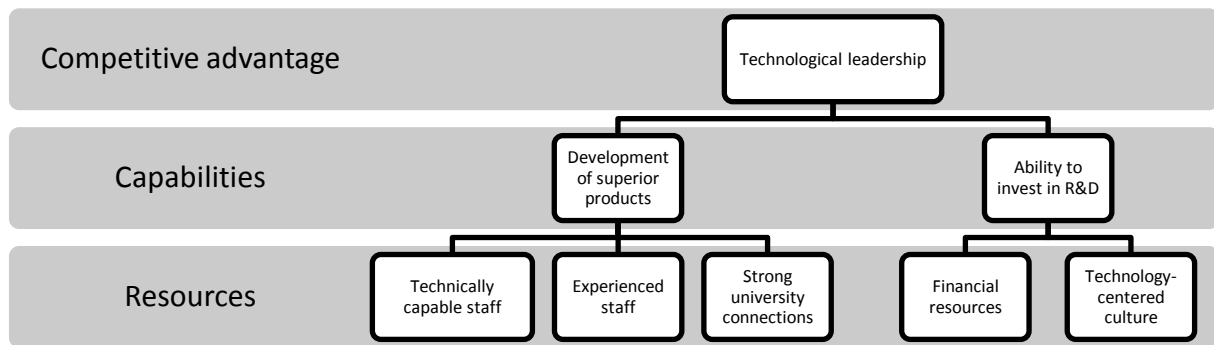 Competitive advantage
Technological leadership
Capabilities
Development
of superior
products
Ability to
invest in R&D
Resources
Technically
capable staff
Experienced
staff
Strong
university
connections
Financial
resources
Technology-
centered
culture